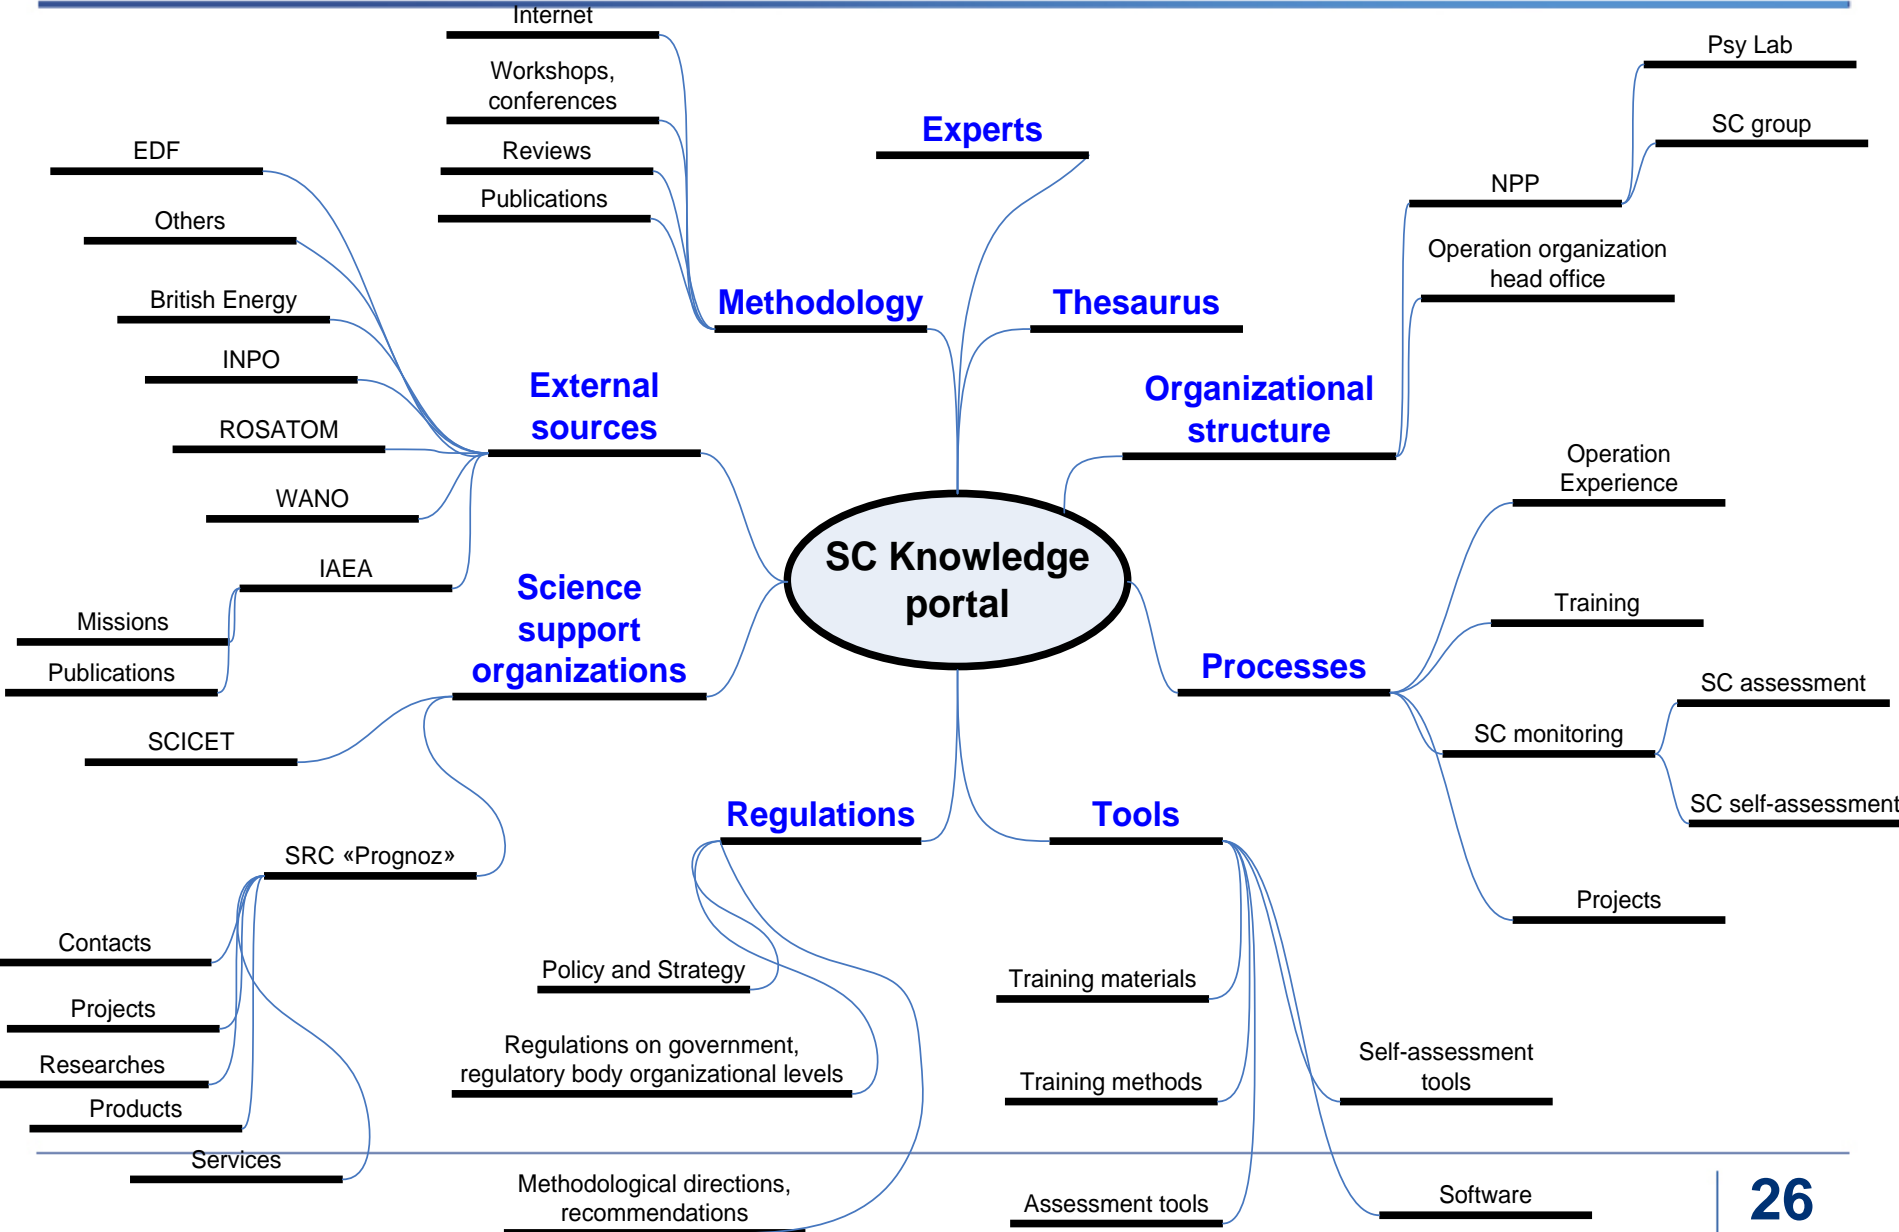 Internet
Workshops,
conferences
Reviews
Publications
Experts
Psy Lab
SC group
NPP
Operation organization
head office
EDF
Others
British Energy
INPO
ROSATOM
WANO
IAEA
Missions
Publications
Methodology
Thesaurus
External
sources
Organizational
structure
Operation
Experience
Training
SC Knowledge
portal
Science
support
organizations
Processes
SC assessment
SC monitoring
SC self-assessment
Projects
SCICET
SRC «Prognoz»
Contacts
Projects
Researches
Products
Services
Regulations
Tools
Policy and Strategy
Regulations on government,
regulatory body organizational levels
Methodological directions,
recommendations
Training materials
Training methods
Assessment tools
Self-assessment
tools
Software
26